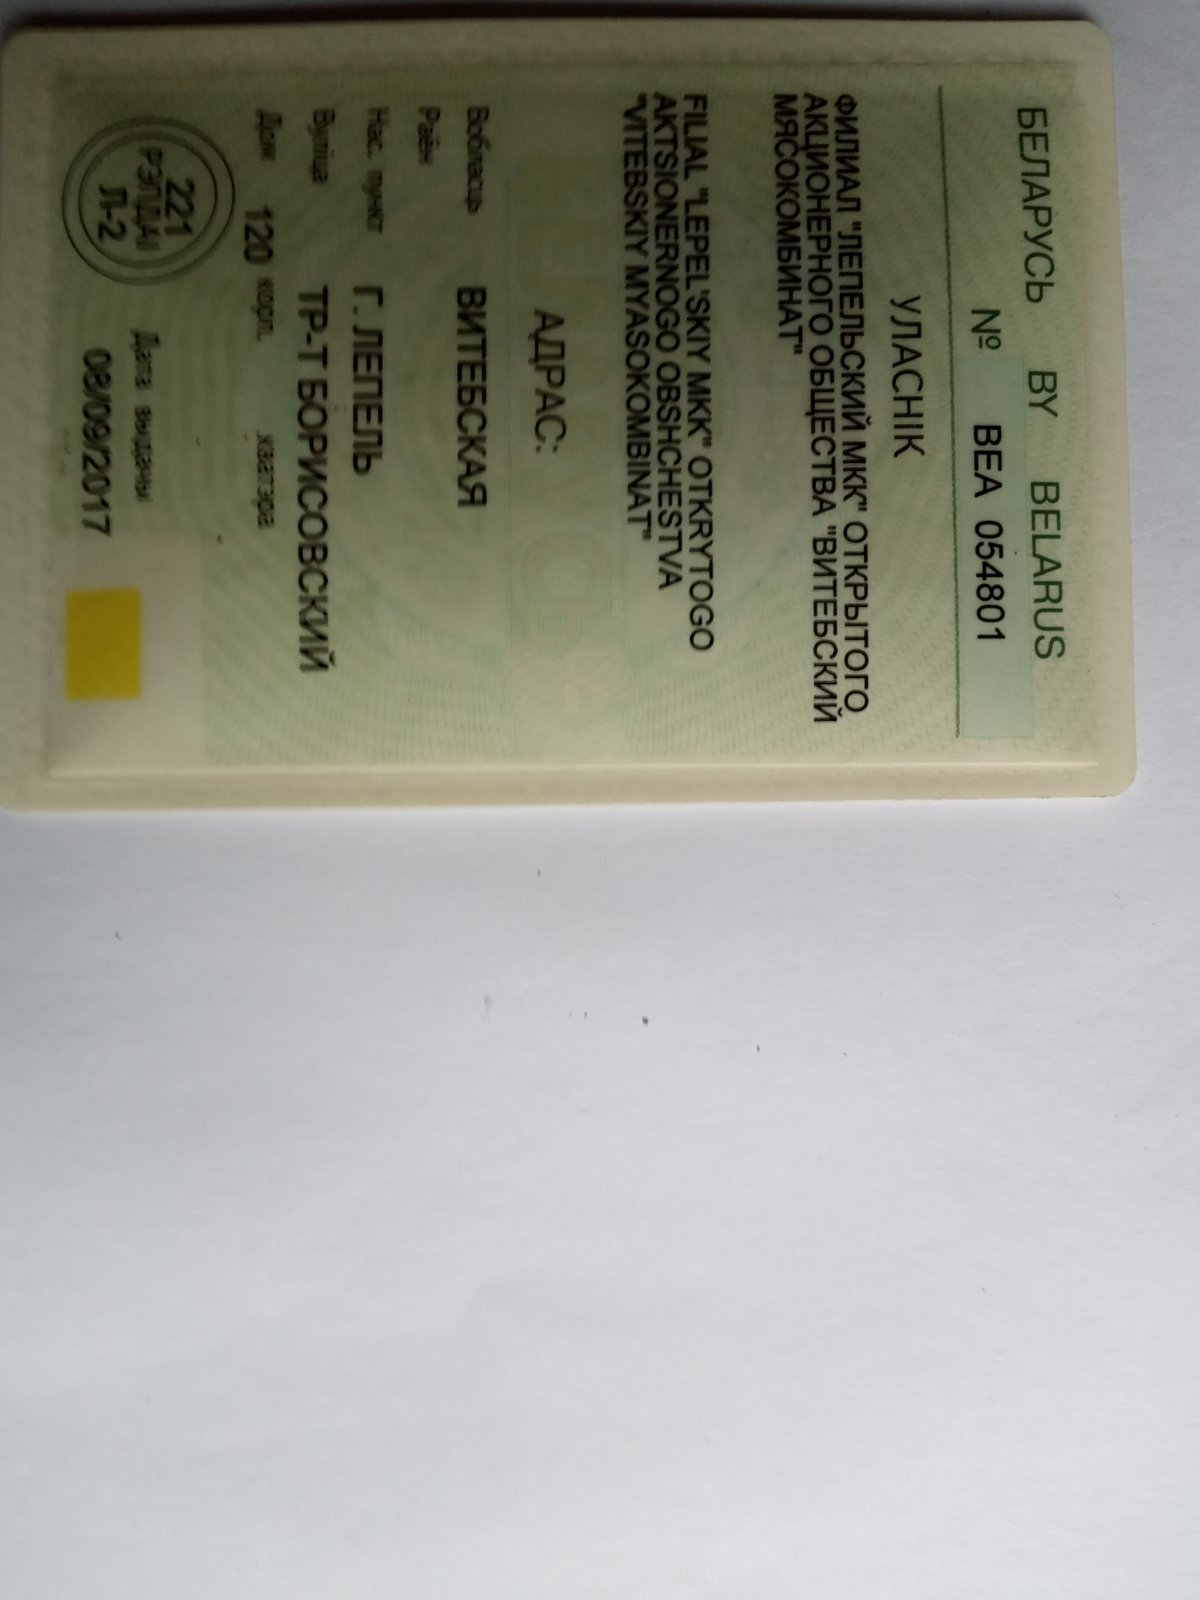 БЕЛАРУСЬ BY BELARUS
№ BEA 054801
УЛАСНІК
ФИЛИАЛ "ЛЕПЕЛЬСКИЙ МКК" ОТКРЫТОГО
АКЦИОНЕРНОГО ОБЩЕСТВА "ВИТЕБСКИЙ
МЯСОКОМБИНАТ"
FILIAL "LEPEL'SKIY MKK" OTKRYTOGO
AKTSIONERNOGO OBSHCHESTVA
"VITEBSKIY MYASOKOMBINAT"
АДРАС:
Вобласць ВИТЕБСКАЯ
Раён
Нас. пункт Г. ЛЕПЕЛЬ
Вуліца ТР-Т БОРИСОВСКИЙ
Дом 120 корп. кватэра
221
Л-2
Дата выдачы
08/09/2017